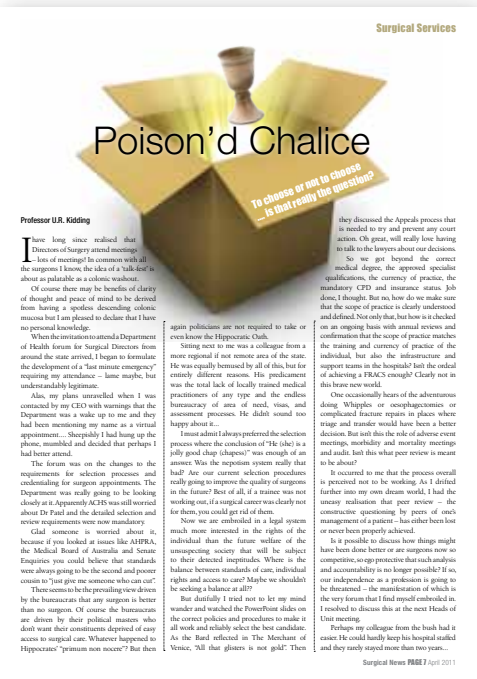 Surgical Services
Poison'd Chalice
To choose or not to choose
... is that really the question?
Professor U.R. Kidding
I have long since realised that
Directors of Surgery attend meetings
– lots of meetings! In common with all
the surgeons I know, the idea of a 'talk-fest' is
about as palatable as a colonic washout.
Of course there may be benefits of clarity
of thought and peace of mind to be derived
from having a spotless descending colonic
mucosa but I am pleased to declare that I have
no personal knowledge.
When the invitation to attend a Department
of Health forum for Surgical Directors from
around the state arrived, I began to formulate
the development of a "last minute emergency"
requiring my attendance – lame maybe, but
understandably legitimate.
Alas, my plans unravelled when I was
contacted by my CEO with warnings that the
Department was a wake up to me and they
had been mentioning my name as a virtual
appointment.... Sheepishly I had hung up the
phone, mumbled and decided that perhaps I
had better attend.
The forum was on the changes to the
requirements for selection processes and
credentialing for surgeon appointments. The
Department was really going to be looking
closely at it. Apparently ACHS was still worried
about Dr Patel and the detailed selection and
review requirements were now mandatory.
Glad someone is worried about it,
because if you looked at issues like AHPRA,
the Medical Board of Australia and Senate
Enquiries you could believe that standards
were always going to be the second and poorer
cousin to "just give me someone who can cut".
There seems to be the prevailing view driven
by the bureaucrats that any surgeon is better
than no surgeon. Of course the bureaucrats
are driven by their political masters who
don't want their constituents deprived of easy
access to surgical care. Whatever happened to
Hippocrates' "primum non nocere"? But then
again politicians are not required to take or
even know the Hippocratic Oath.
Sitting next to me was a colleague from a
more regional if not remote area of the state.
He was equally bemused by all of this, but for
entirely different reasons. His predicament
was the total lack of locally trained medical
practitioners of any type and the endless
bureaucracy of area of need, visas, and
assessment processes. He didn't sound too
happy about it...
I must admit I always preferred the selection
process where the conclusion of "He (she) is a
jolly good chap (chapess)" was enough of an
answer. Was the nepotism system really that
bad? Are our current selection procedures
really going to improve the quality of surgeons
in the future? Best of all, if a trainee was not
working out, if a surgical career was clearly not
for them, you could get rid of them.
Now we are embroiled in a legal system
much more interested in the rights of the
individual than the future welfare of the
unsuspecting society that will be subject
to their detected ineptitudes. Where is the
balance between standards of care, individual
rights and access to care? Maybe we shouldn't
be seeking a balance at all??
But dutifully I tried not to let my mind
wander and watched the PowerPoint slides on
the correct policies and procedures to make it
all work and reliably select the best candidate.
As the Bard reflected in The Merchant of
Venice, "All that glisters is not gold". Then
they discussed the Appeals process that
is needed to try and prevent any court
action. Oh great, will really love having
to talk to the lawyers about our decisions.
So we got beyond the correct
medical degree, the approved specialist
qualifications, the currency of practice, the
mandatory CPD and insurance status. Job
done, I thought. But no, how do we make sure
that the scope of practice is clearly understood
and defined. Not only that, but how is it checked
on an ongoing basis with annual reviews and
confirmation that the scope of practice matches
the training and currency of practice of the
individual, but also the infrastructure and
support teams in the hospitals? Isn't the ordeal
of achieving a FRACS enough? Clearly not in
this brave new world.
One occasionally hears of the adventurous
doing Whipples or oesophagectomies or
complicated fracture repairs in places where
triage and transfer would have been a better
decision. But isn't this the role of adverse event
meetings, morbidity and mortality meetings
and audit. Isn't this what peer review is meant
to be about?
It occurred to me that the process overall
is perceived not to be working. As I drifted
further into my own dream world, I had the
uneasy realisation that peer review – the
constructive questioning by peers of one's
management of a patient – has either been lost
or never been properly achieved.
Is it possible to discuss how things might
have been done better or are surgeons now so
competitive, so ego protective that such analysis
and accountability is no longer possible? If so,
our independence as a profession is going to
be threatened – the manifestation of which is
the very forum that I find myself embroiled in.
I resolved to discuss this at the next Heads of
Unit meeting.
Perhaps my colleague from the bush had it
easier. He could hardly keep his hospital staffed
and they rarely stayed more than two years...
Surgical News PAGE 7 April 2011